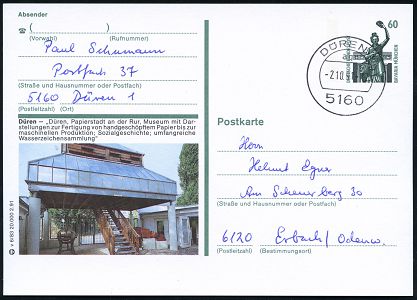 Absender
(Vorwahl) (Rufnummer)
Paul Schumann
Postfach 37
(Straße und Hausnummer oder Postfach)
5160 Düren 1
(Postleitzahl) (Ort)
Düren – „Düren, Papierstadt an der Rur, Museum mit Dar-
stellungen zur Fertigung von handgeschöpftem Papier bis zur
maschinellen Produktion; Sozialgeschichte; umfangreiche
Wasserzeichensammlung"
60
BAVARIA MÜNCHEN
DÜREN
5160
Postkarte
Herrn
Helmut Egner
Am Scheuerberg 30
(Straße und Hausnummer oder Postfach)
6120 Erbach/Odenw.
(Postleitzahl) (Bestimmungsort)